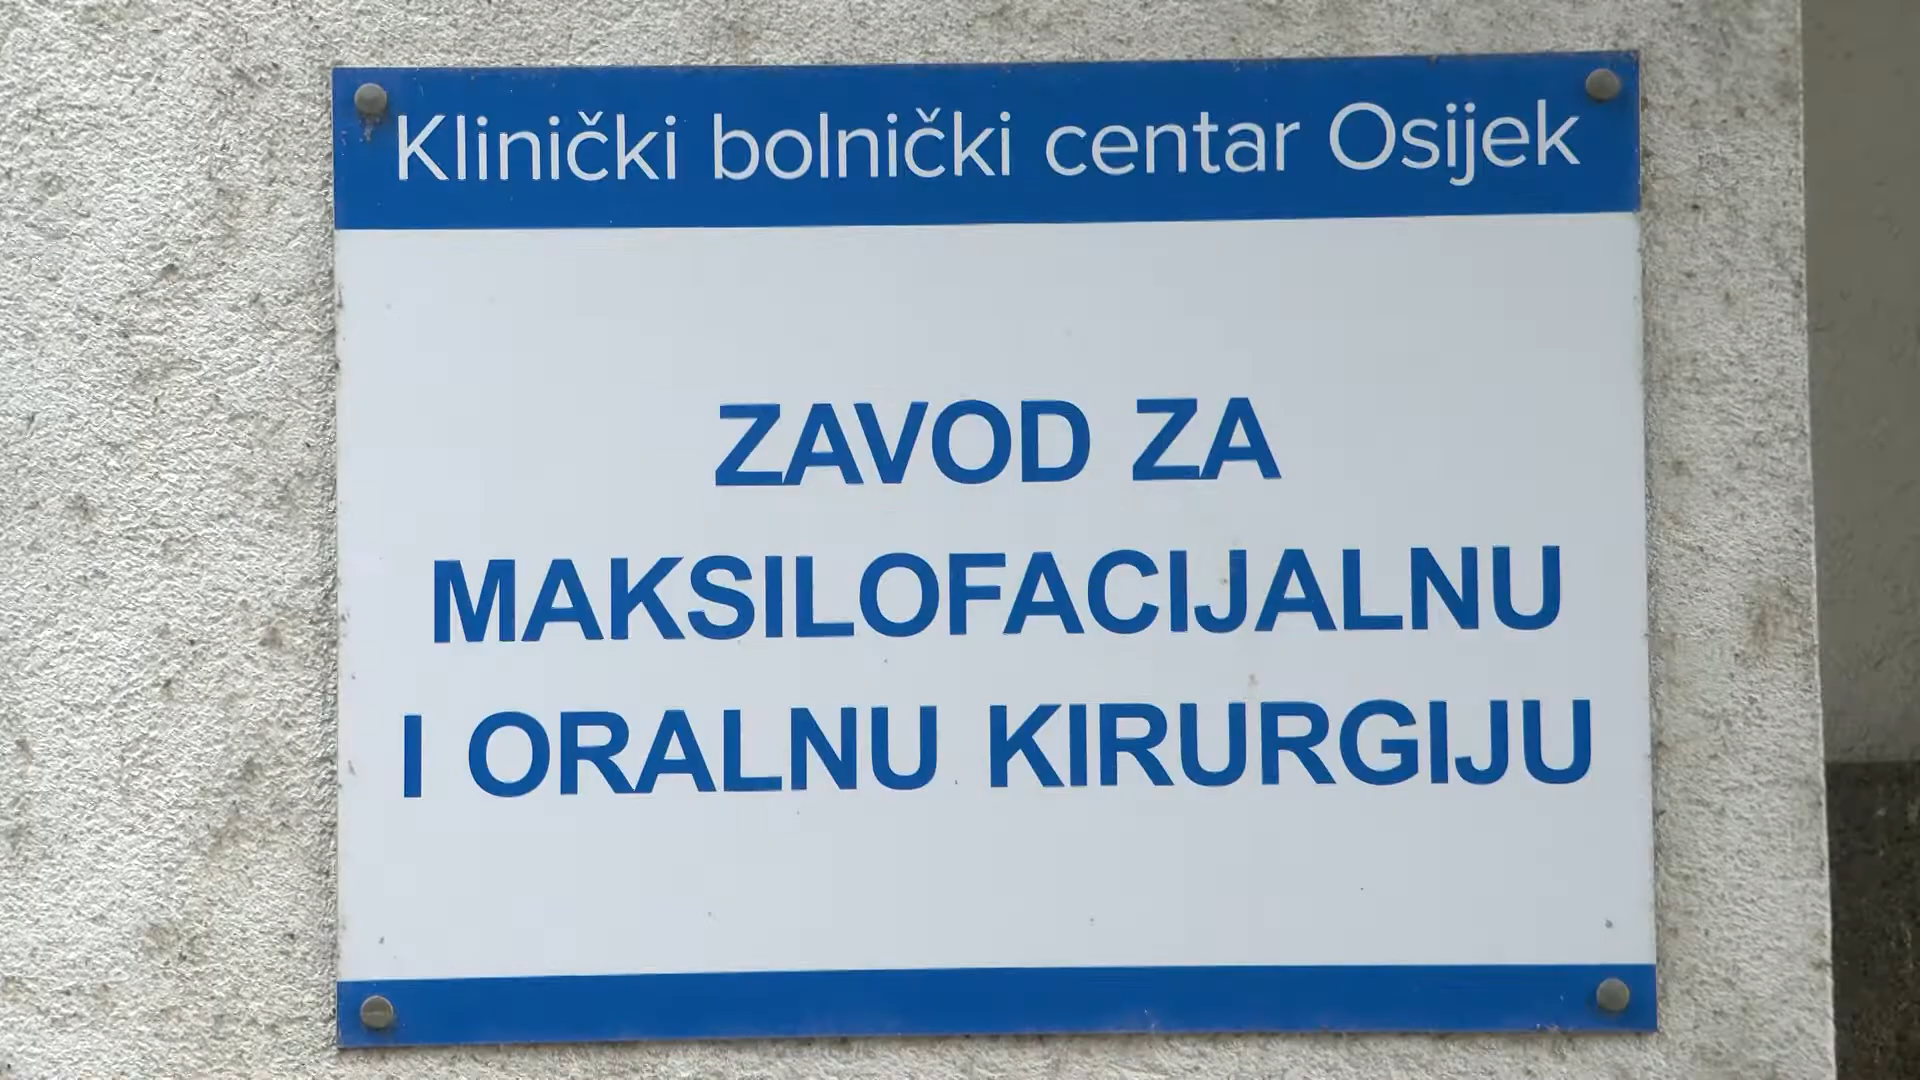 Klinički bolnički centar Osijek
ZAVOD ZA
MAKSILOFACIJALNU
I ORALNU KIRURGIJU